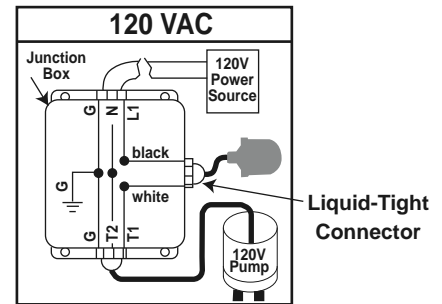 120 VAC
Junction
Box
120V
Power
Source
G
N
L1
black
white
G
G
T2
T1
Liquid-Tight
Connector
120V
Pump